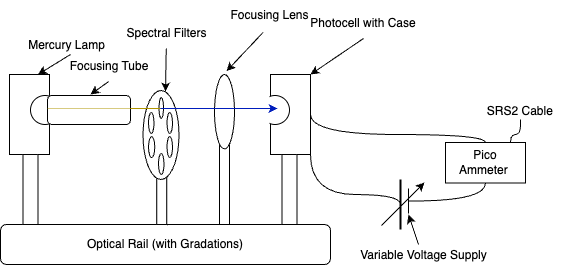 Focusing Lens
Photocell with Case
Spectral Filters
Mercury Lamp
Focusing Tube
SRS2 Cable
Pico
Ammeter
Optical Rail (with Gradations)
Variable Voltage Supply